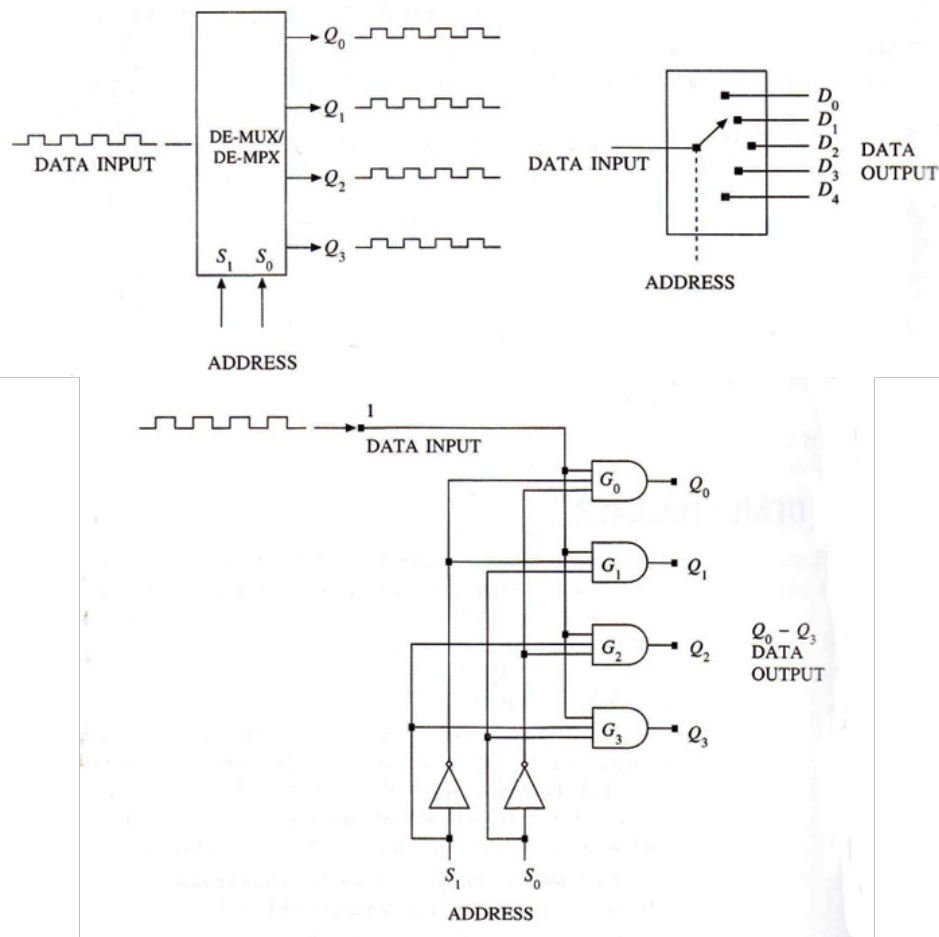 DE-MUX/
DE-MPX
DATA INPUT
Q0
Q1
Q2
Q3
S1 S0
ADDRESS
DATA INPUT
D0
D1
D2
D3
D4
DATA
OUTPUT
ADDRESS
1
DATA INPUT
G0
Q0
G1
Q1
G2
Q2
G3
Q3
Q0 – Q3
DATA
OUTPUT
S1
S0
ADDRESS